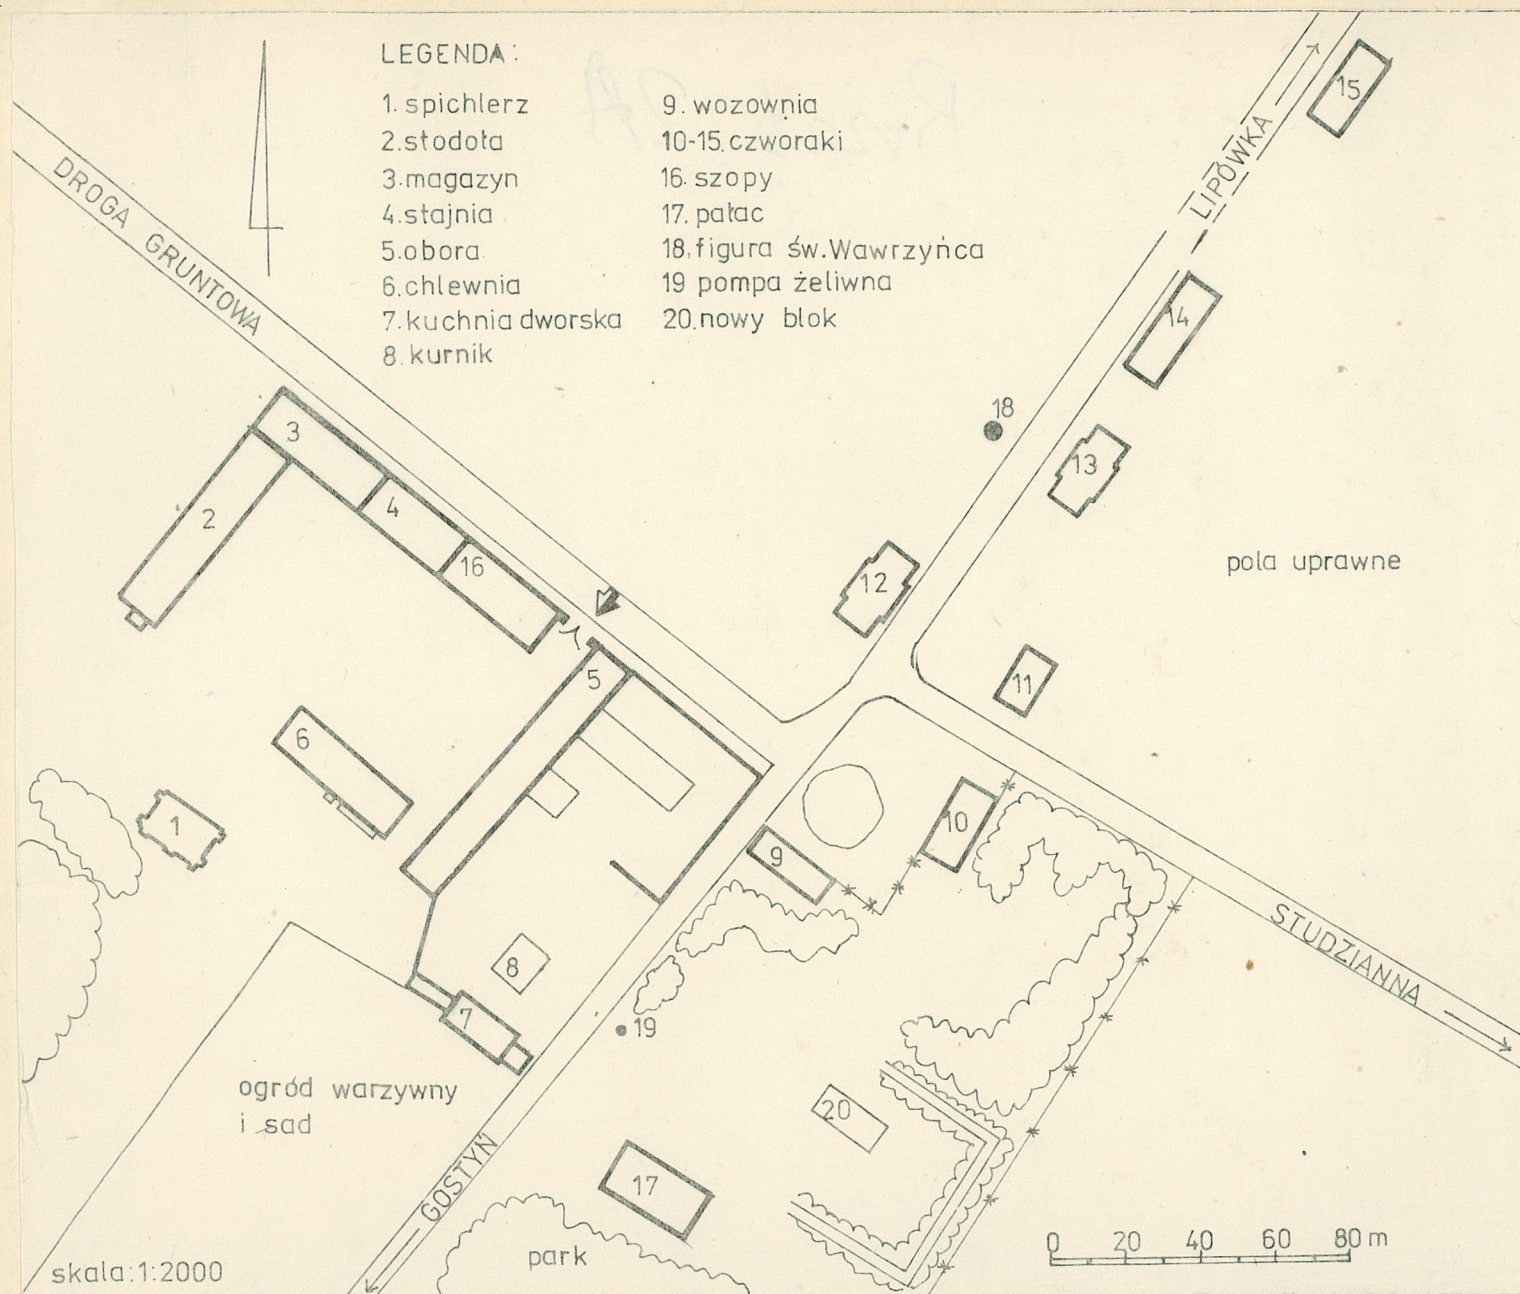 LEGENDA:
1. spichlerz
2. stodoła
3. magazyn
4. stajnia
5. obora
6. chlewnia
7. kuchnia dworska
8. kurnik
9. wozownia
10-15. czworaki
16. szopy
17. pałac
18. figura św. Wawrzyńca
19 pompa żeliwna
20. nowy blok
DROGA GRUNTOWA
LIPÓWKA
15
14
18
13
3
4
2
16
12
pola uprawne
5
11
6
1
10
9
STUDZIANNA
8
7
19
ogród warzywny
i sad
20
GOSTYŃ
17
park
0 20 40 60 80 m
skala: 1:2000